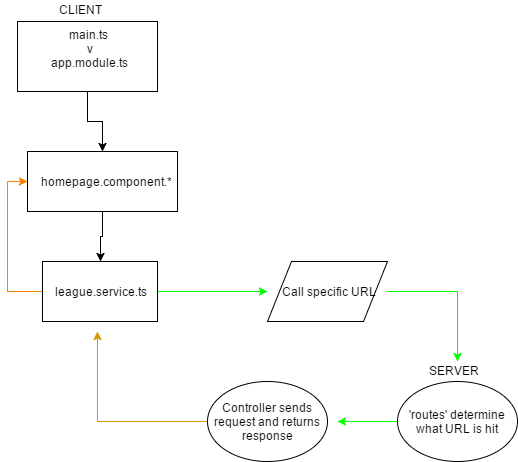 CLIENT
main.ts
v
app.module.ts
homepage.component.*
league.service.ts
Call specific URL
SERVER
'routes' determine
what URL is hit
Controller sends
request and returns
response